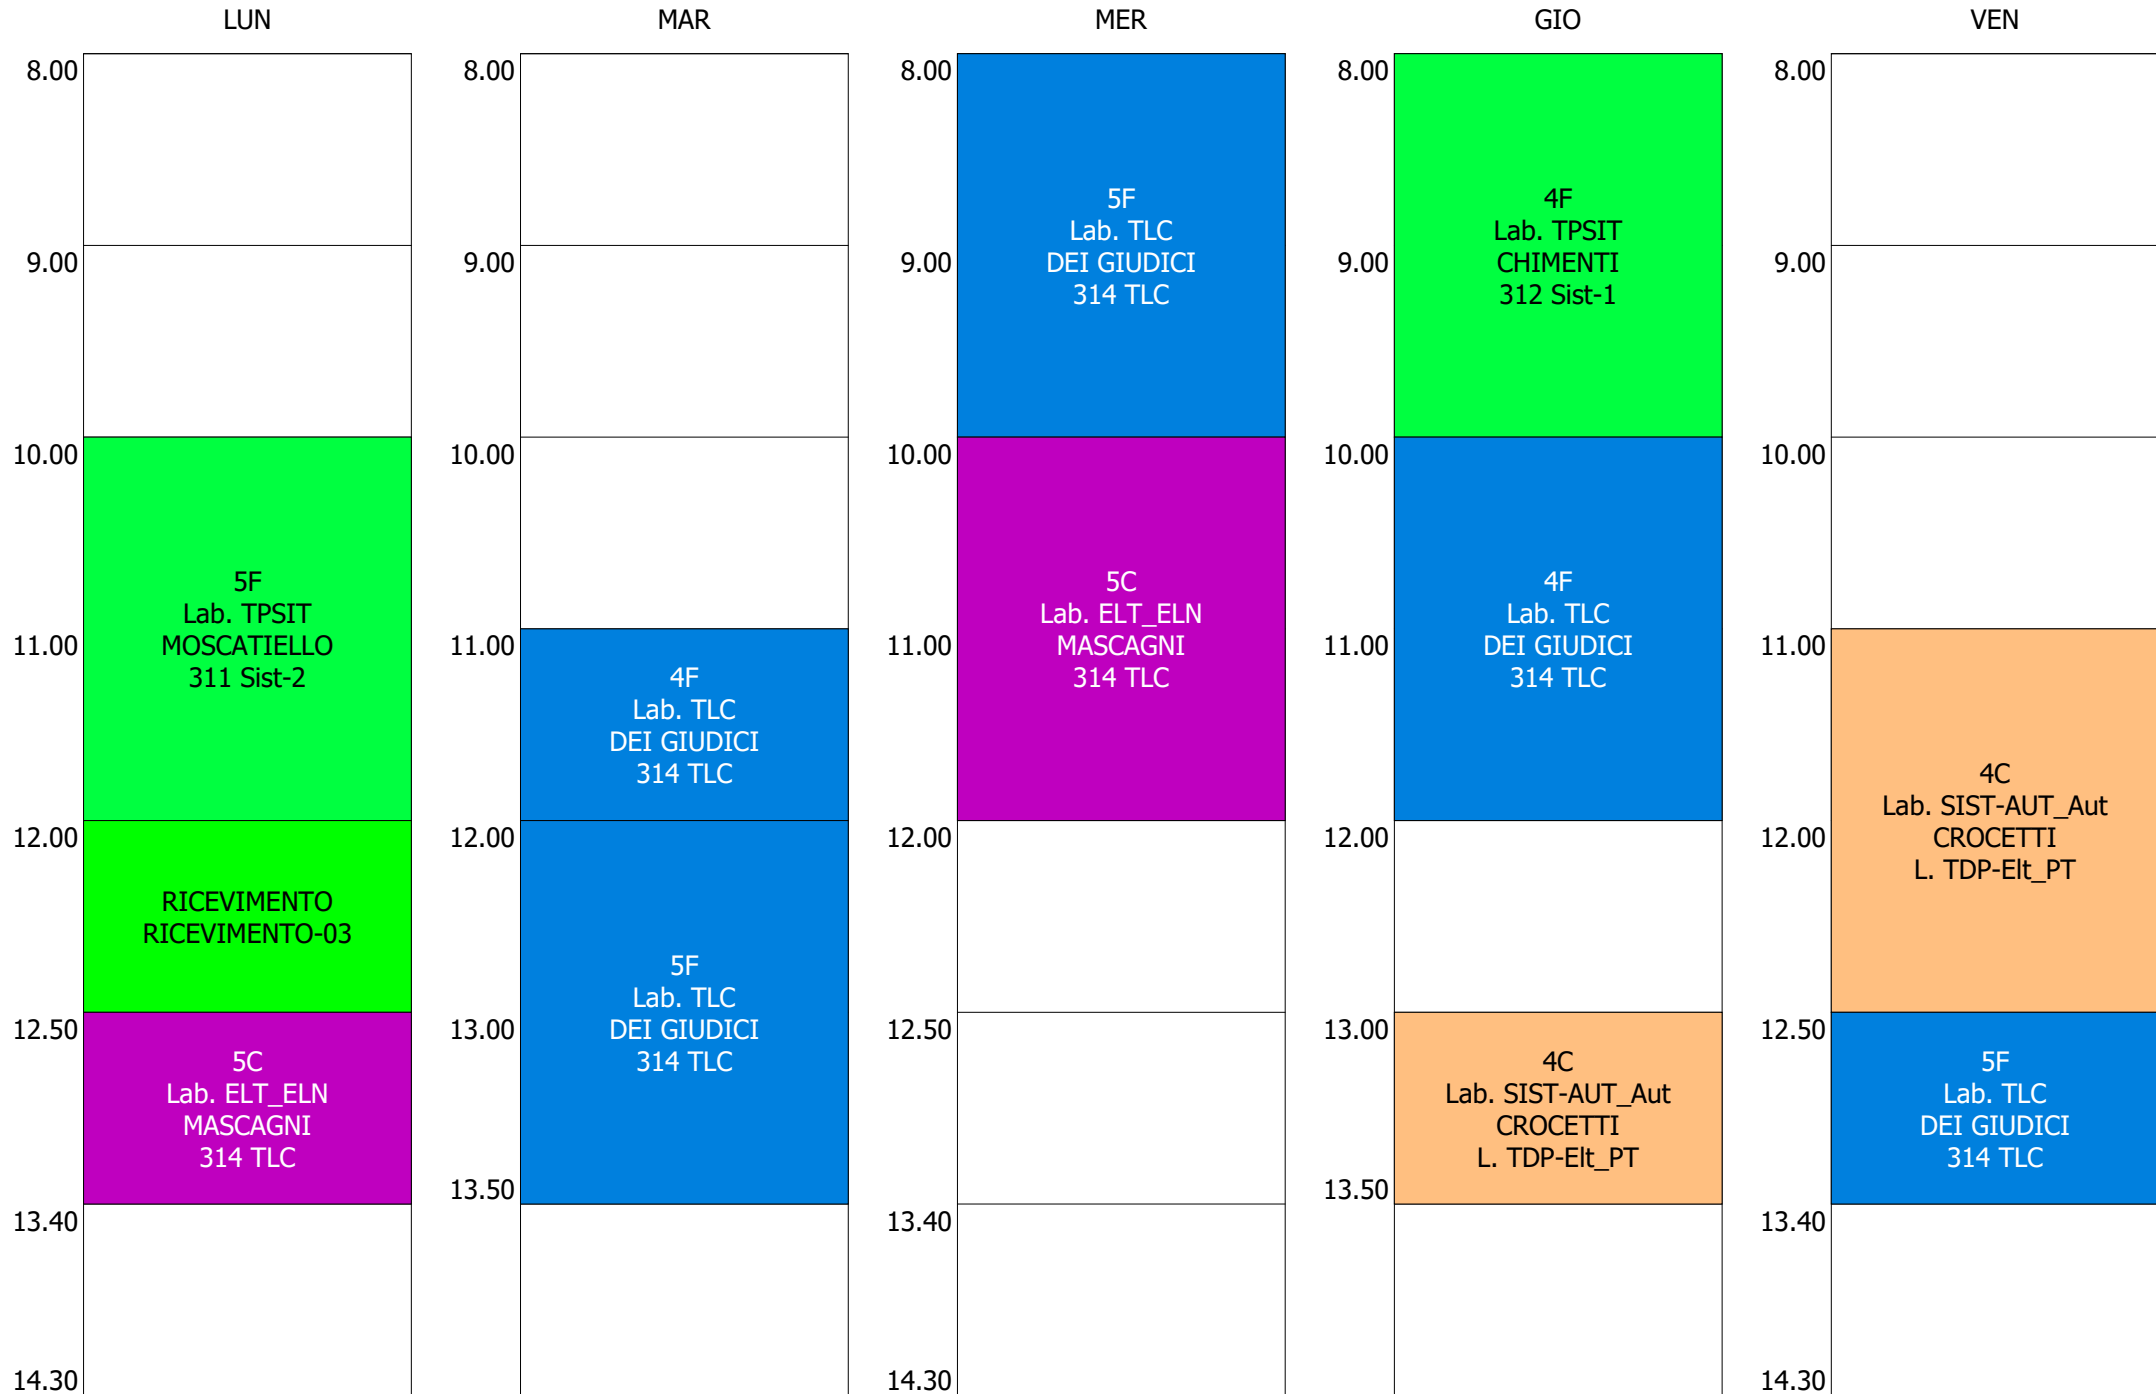 LUN
8.00
9.00
10.00
5F
Lab. TPSIT
MOSCATIELLO
311 Sist-2
11.00
12.00
RICEVIMENTO
RICEVIMENTO-03
12.50
5C
Lab. ELT_ELN
MASCAGNI
314 TLC
13.40
14.30
MAR
8.00
9.00
10.00
11.00
4F
Lab. TLC
DEI GIUDICI
314 TLC
12.00
5F
Lab. TLC
DEI GIUDICI
314 TLC
13.00
13.50
MER
8.00
5F
Lab. TLC
DEI GIUDICI
314 TLC
9.00
10.00
5C
Lab. ELT_ELN
MASCAGNI
314 TLC
11.00
12.00
12.50
13.40
14.30
GIO
8.00
4F
Lab. TPSIT
CHIMENTI
312 Sist-1
9.00
10.00
4F
Lab. TLC
DEI GIUDICI
314 TLC
11.00
12.00
13.00
4C
Lab. SIST-AUT_Aut
CROCETTI
L. TDP-Elt_PT
13.50
VEN
8.00
9.00
10.00
11.00
4C
Lab. SIST-AUT_Aut
CROCETTI
L. TDP-Elt_PT
12.00
12.50
5F
Lab. TLC
DEI GIUDICI
314 TLC
13.40
14.30